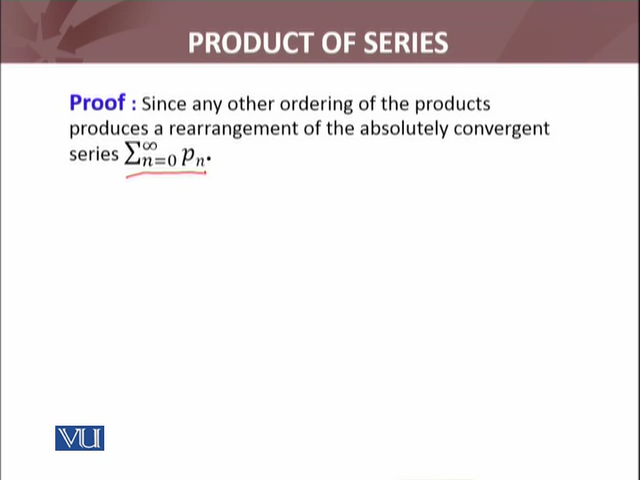 PRODUCT OF SERIES
Proof : Since any other ordering of the products
produces a rearrangement of the absolutely convergent
series ∑_{n=0}^{∞} p_n.
VU